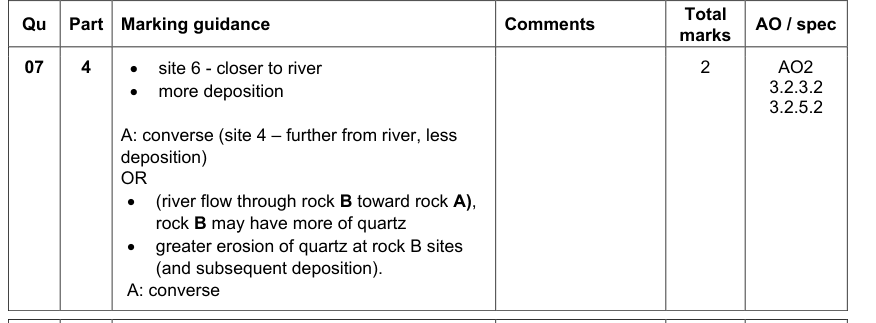 Qu Part Marking guidance Comments Total marks AO / spec
07 4 • site 6 - closer to river 2 AO2
• more deposition 3.2.3.2
3.2.5.2
A: converse (site 4 – further from river, less
deposition)
OR
• (river flow through rock B toward rock A),
rock B may have more of quartz
• greater erosion of quartz at rock B sites
(and subsequent deposition).
A: converse